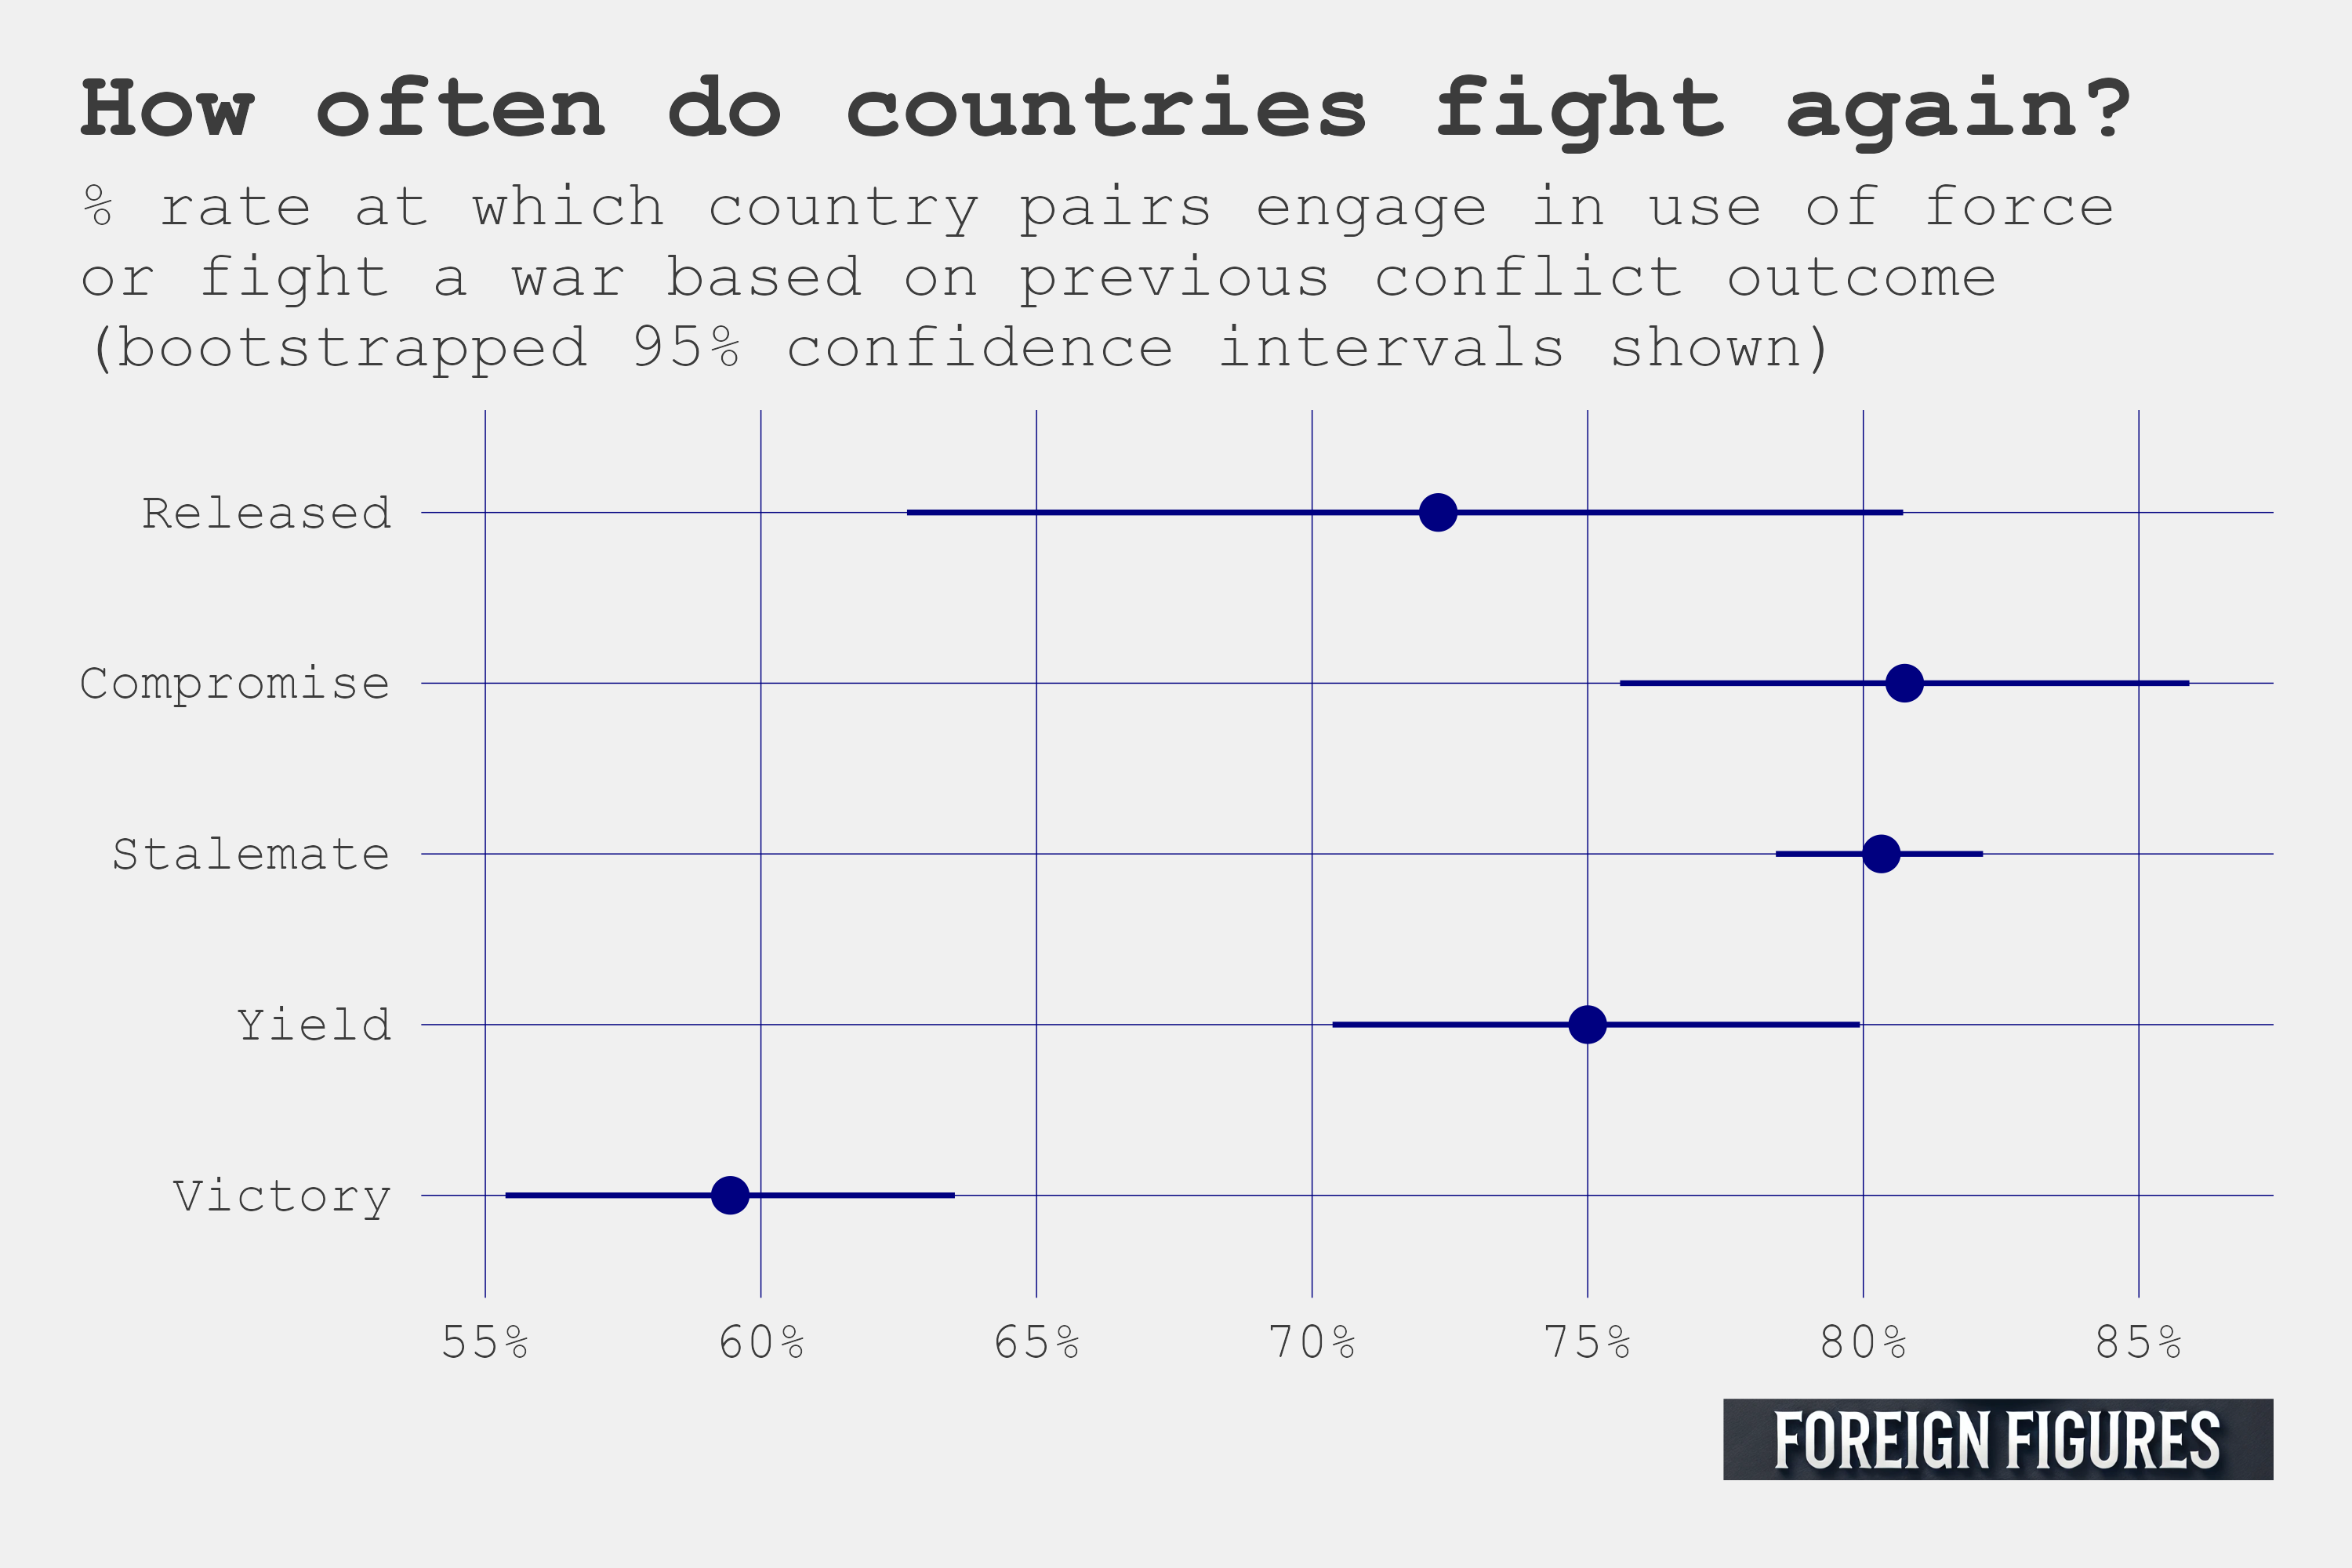 How often do countries fight again?
% rate at which country pairs engage in use of force
or fight a war based on previous conflict outcome
(bootstrapped 95% confidence intervals shown)
Released
Compromise
Stalemate
Yield
Victory
55% 60% 65% 70% 75% 80% 85%
FOREIGN FIGURES